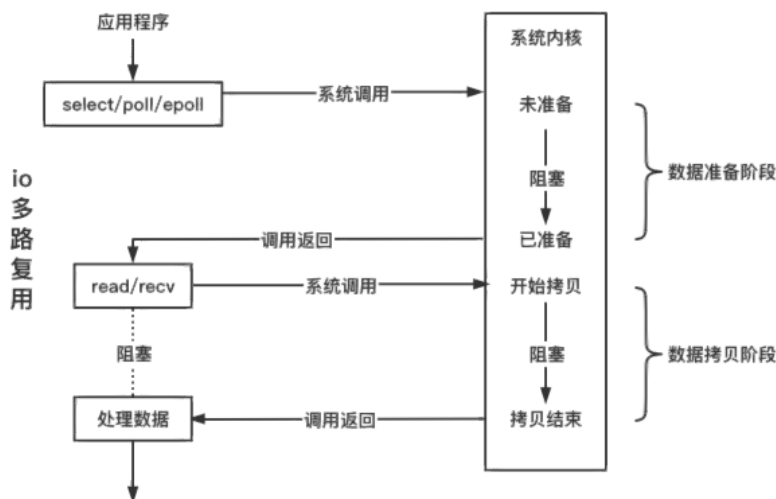 应用程序
系统内核
select/poll/epoll
系统调用
未准备
阻塞
数据准备阶段
io多路复用
调用返回
已准备
read/recv
系统调用
开始拷贝
阻塞
阻塞
数据拷贝阶段
处理数据
调用返回
拷贝结束